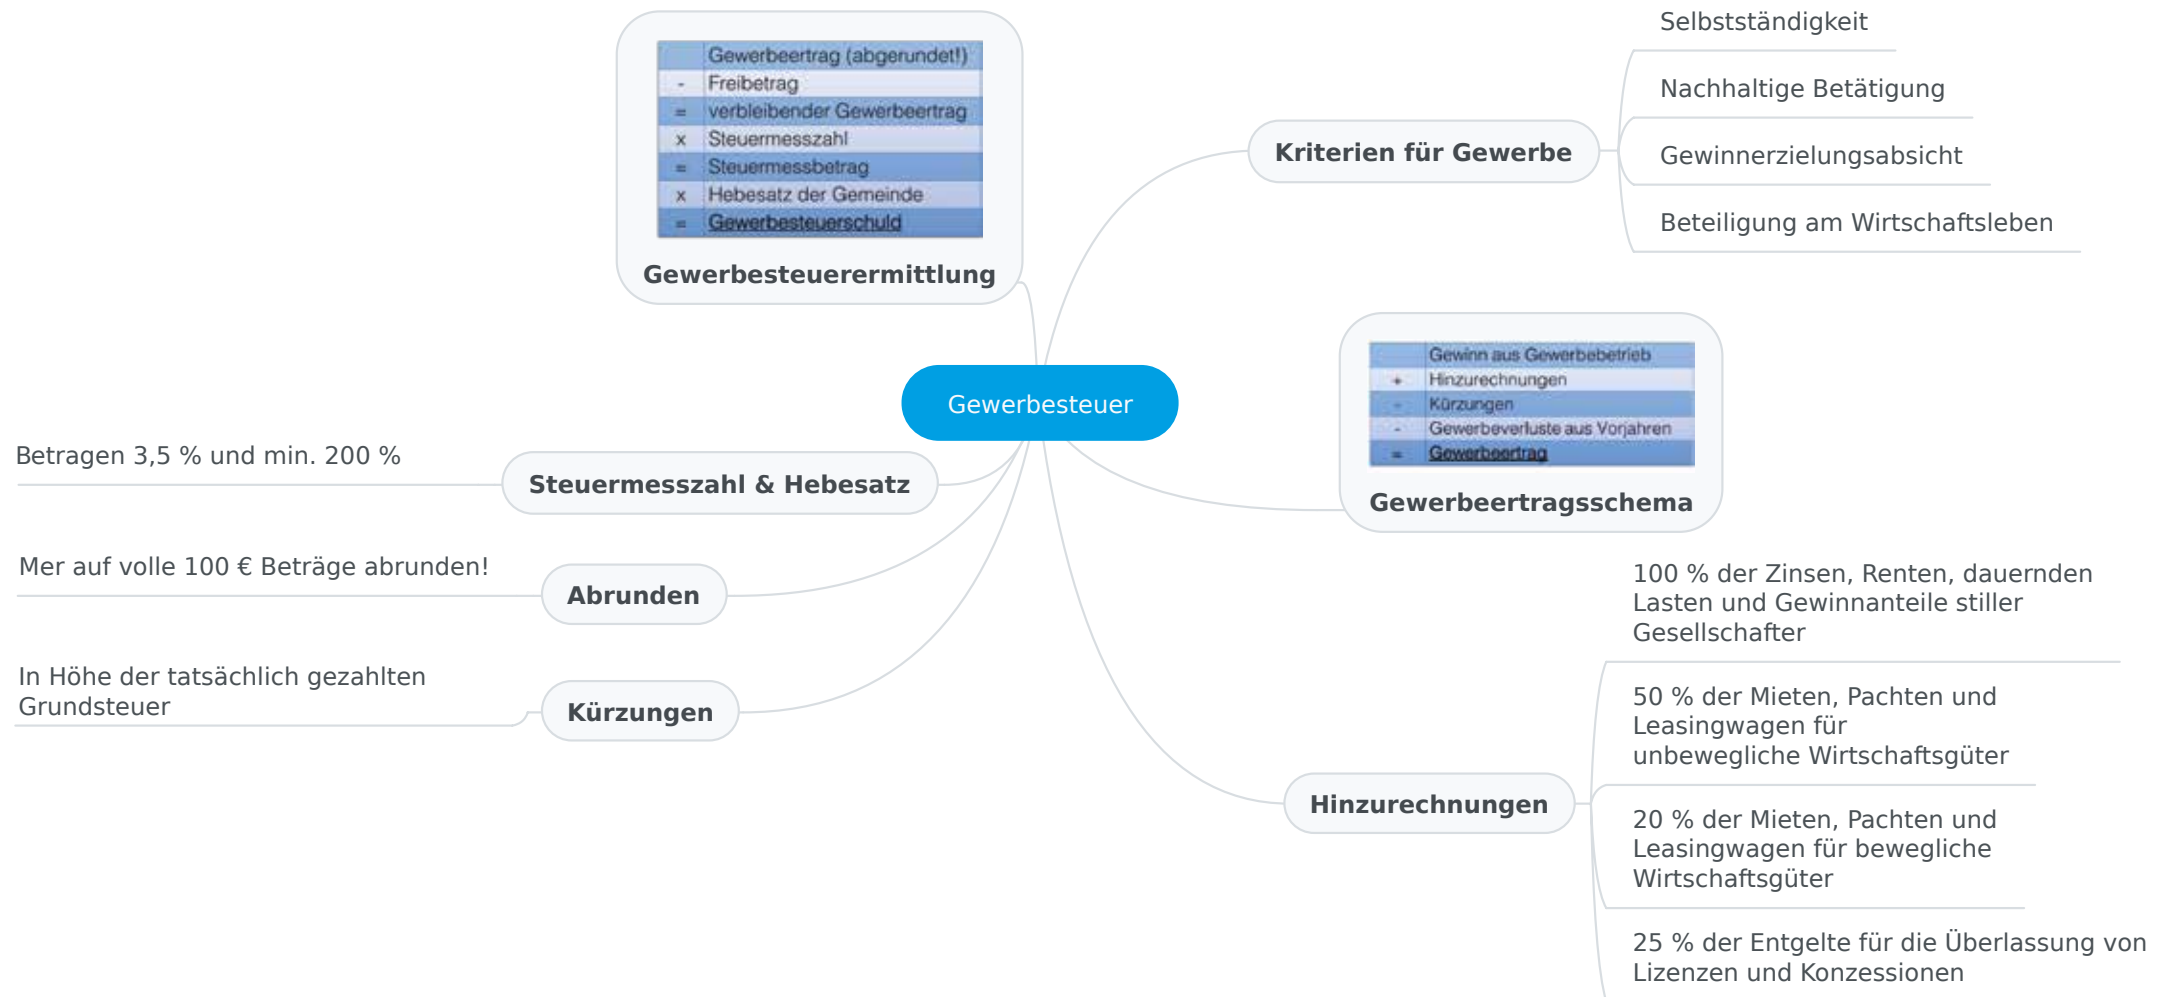 Gewerbeertrag (abgerundet!)
- Freibetrag
= verbleibender Gewerbeertrag
x Steuermesszahl
= Steuermessbetrag
x Hebesatz der Gemeinde
= Gewerbesteuerschuld
Gewerbesteuerermittlung
Selbstständigkeit
Nachhaltige Betätigung
Gewinnerzielungsabsicht
Beteiligung am Wirtschaftsleben
Kriterien für Gewerbe
Gewerbesteuer
Gewinn aus Gewerbebetrieb
+ Hinzurechnungen
- Kürzungen
- Gewerbeverluste aus Vorjahren
= Gewerbeertrag
Gewerbeertragsschema
Betragen 3,5 % und min. 200 %
Steuermesszahl & Hebesatz
Mer auf volle 100 € Beträge abrunden!
Abrunden
In Höhe der tatsächlich gezahlten
Grundsteuer
Kürzungen
Hinzurechnungen
100 % der Zinsen, Renten, dauernden
Lasten und Gewinnanteile stiller
Gesellschafter
50 % der Mieten, Pachten und
Leasingwagen für
unbewegliche Wirtschaftsgüter
20 % der Mieten, Pachten und
Leasingwagen für bewegliche
Wirtschaftsgüter
25 % der Entgelte für die Überlassung von
Lizenzen und Konzessionen